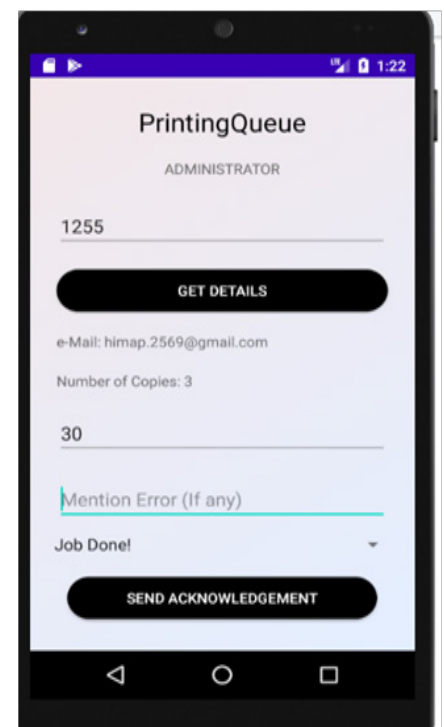 1:22
PrintingQueue
ADMINISTRATOR
1255
GET DETAILS
e-Mail: himap.2569@gmail.com
Number of Copies: 3
30
Mention Error (If any)
Job Done!
SEND ACKNOWLEDGEMENT